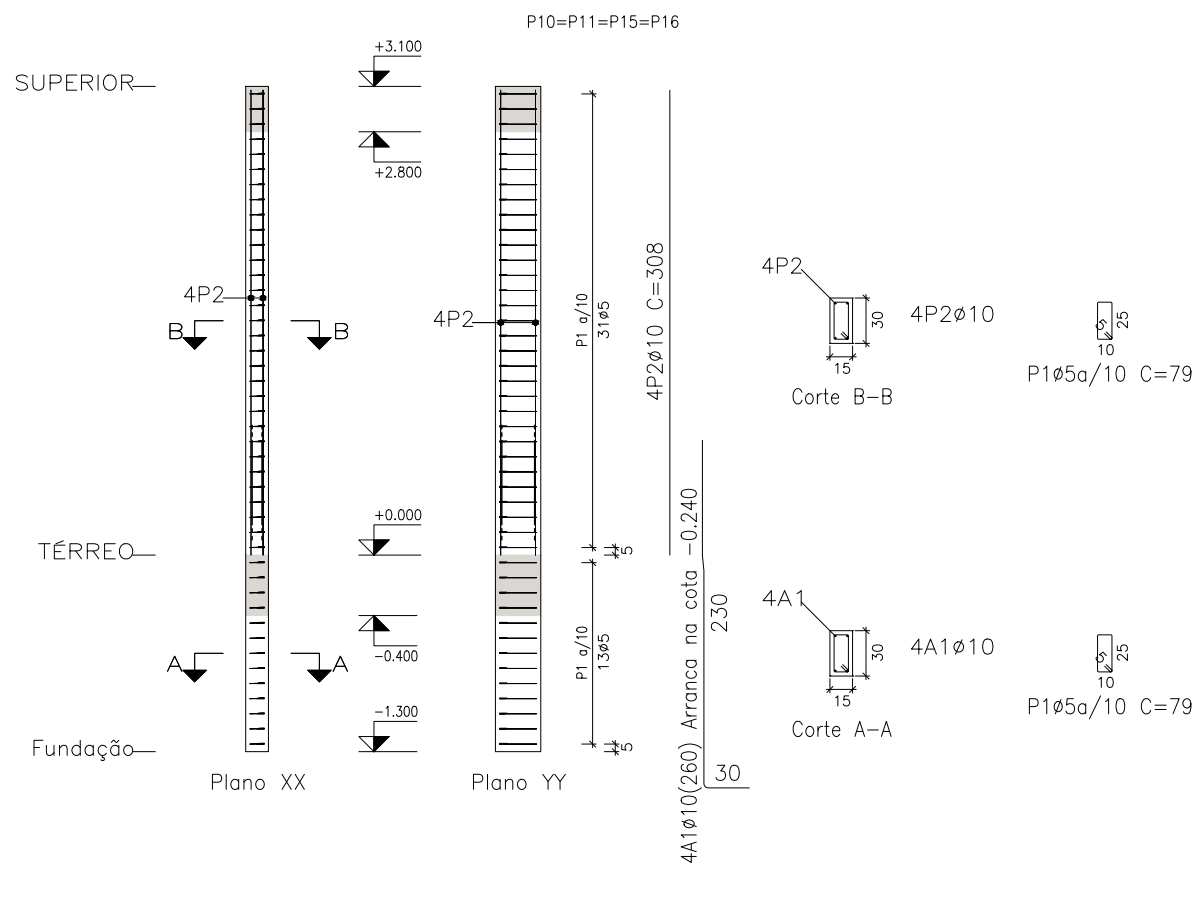 P10=P11=P15=P16
+3.100
SUPERIOR
+2.800
4P2
4P2
B
B
P1 a/10
31ø5
4P2ø10 C=308
4P2
30
15
4P2ø10
Corte B-B
5
25
10
P1ø5a/10 C=79
+0.000
TÉRREO
5
-0.400
A
A
P1 a/10
13ø5
-1.300
Fundação
5
Plano XX
Plano YY
4A1ø10(260) Arranca na cota -0.240
230
30
4A1
30
15
4A1ø10
Corte A-A
5
25
10
P1ø5a/10 C=79